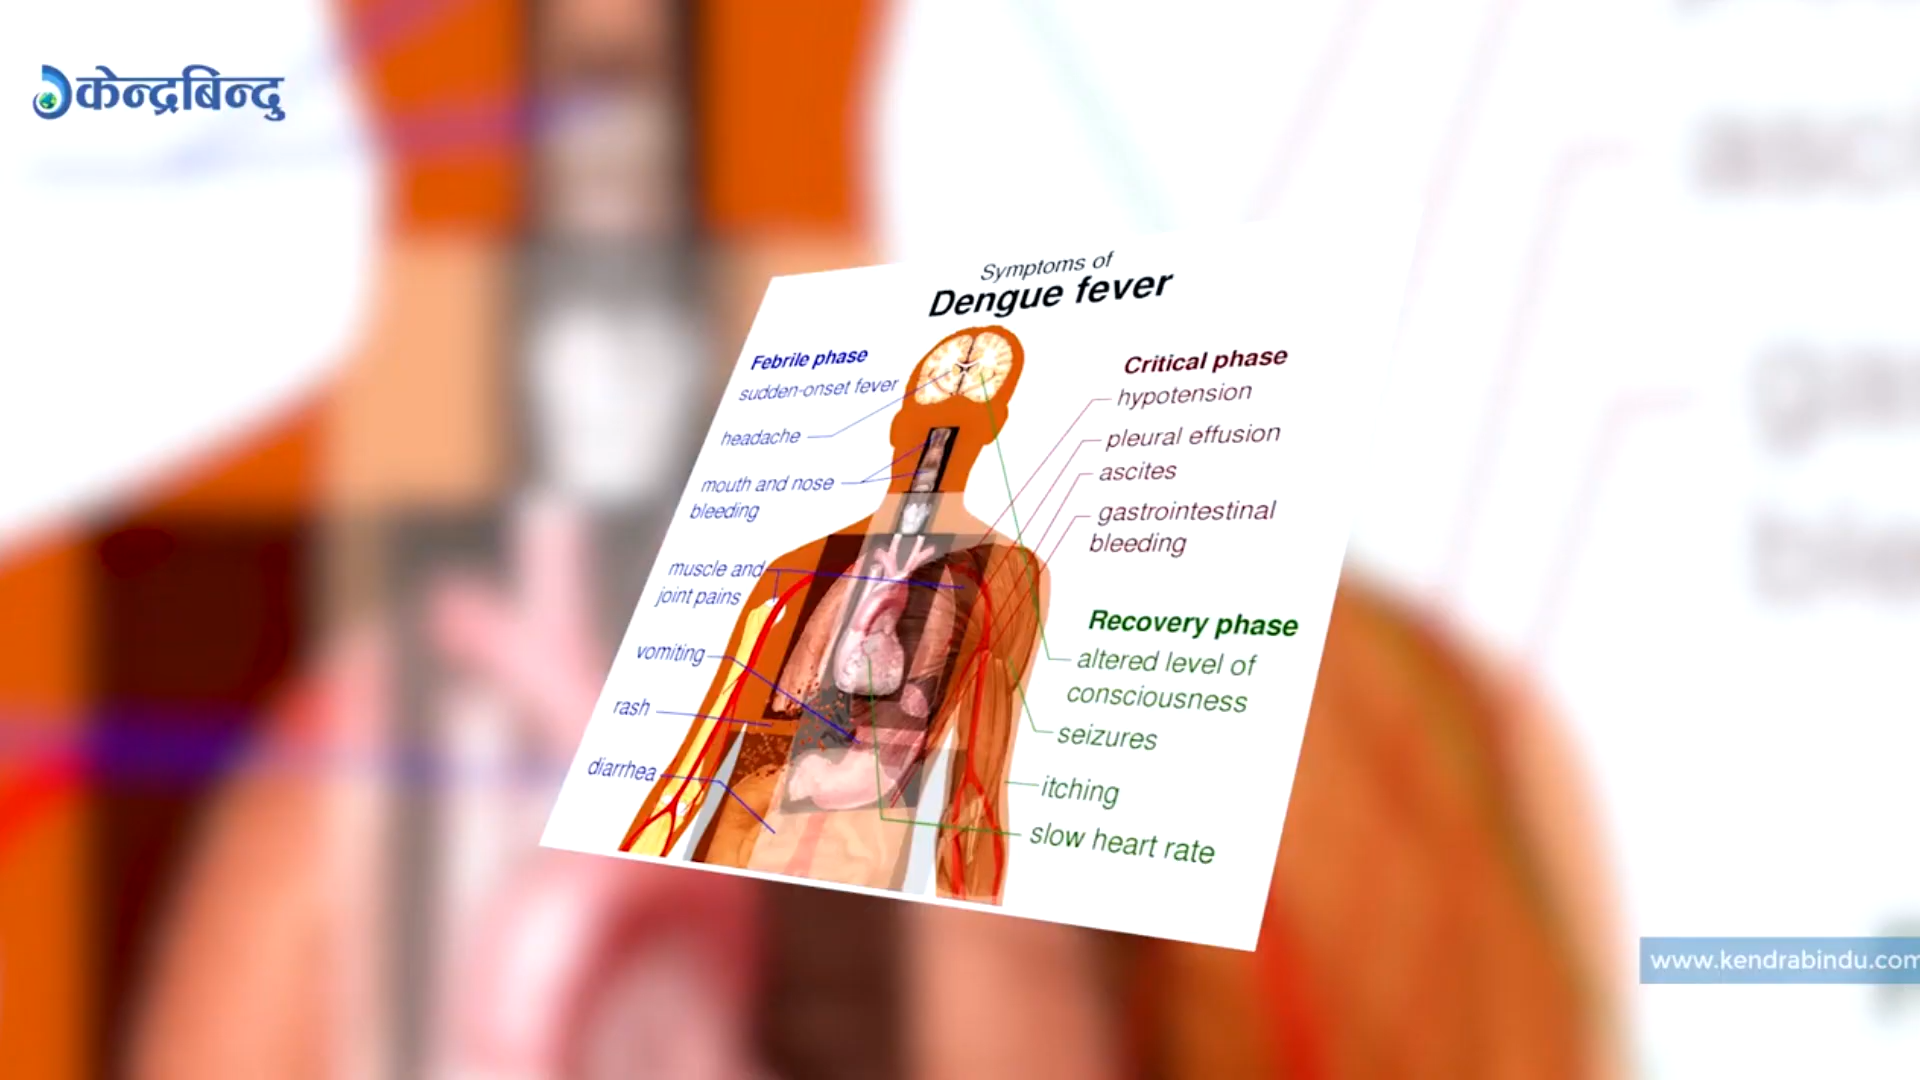 केन्द्रबिन्दु
Symptoms of
Dengue fever
Febrile phase
sudden-onset fever
headache
mouth and nose
bleeding
muscle and
joint pains
vomiting
rash
diarrhea
Critical phase
hypotension
pleural effusion
ascites
gastrointestinal
bleeding
Recovery phase
altered level of
consciousness
seizures
itching
slow heart rate
www.kendrabindu.com